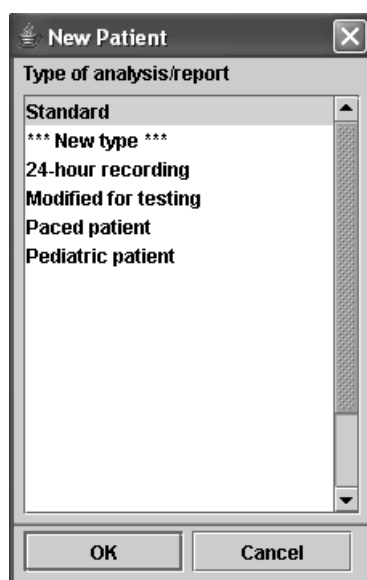 New Patient
Type of analysis/report
Standard
*** New type ***
24-hour recording
Modified for testing
Paced patient
Pediatric patient
OK Cancel